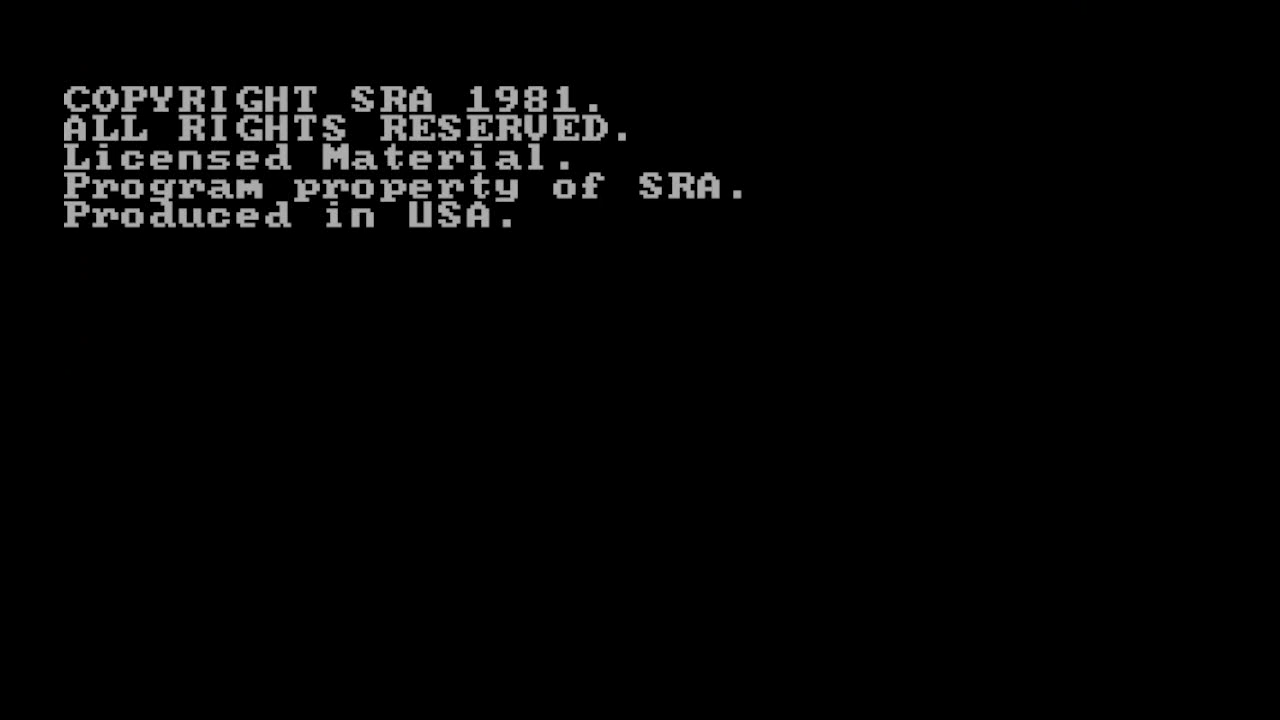 COPYRIGHT SRA 1981.
ALL RIGHTS RESERVED.
Licensed Material.
Program property of SRA.
Produced in USA.